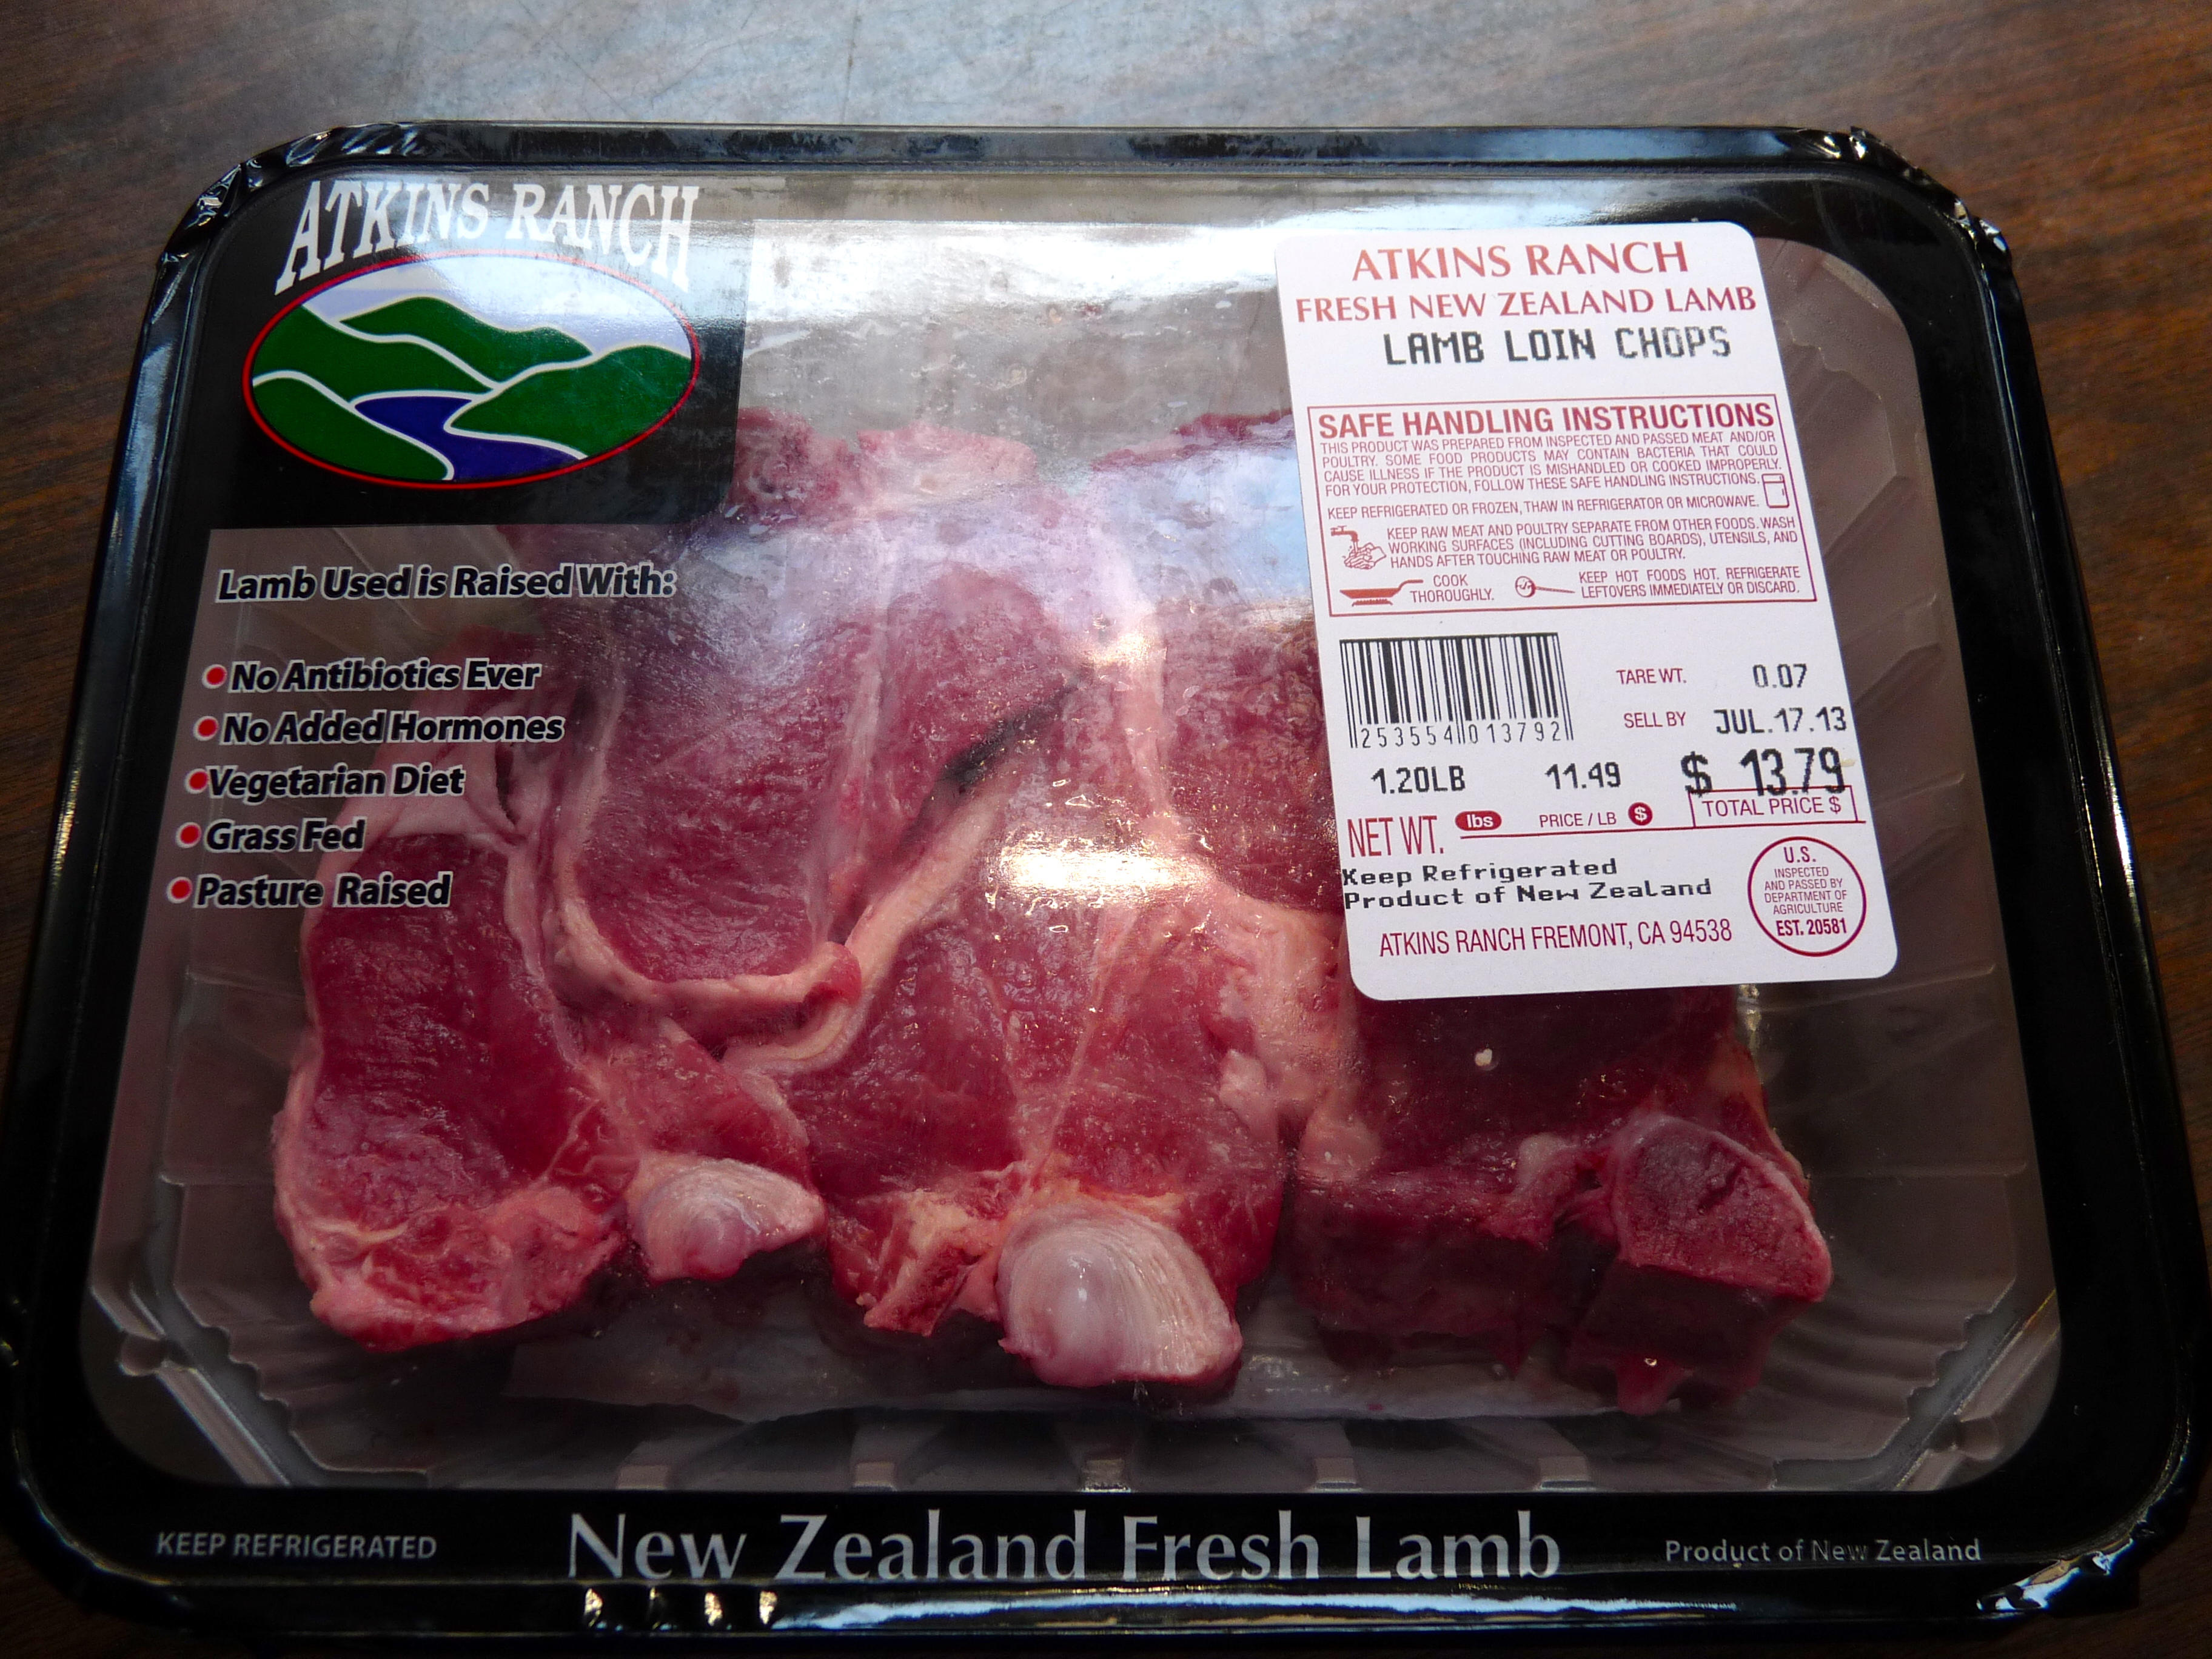 ATKINS RANCH
Lamb Used is Raised With:
No Antibiotics Ever
No Added Hormones
Vegetarian Diet
Grass Fed
Pasture Raised
ATKINS RANCH
FRESH NEW ZEALAND LAMB
LAMB LOIN CHOPS
SAFE HANDLING INSTRUCTIONS
THIS PRODUCT WAS PREPARED FROM INSPECTED AND PASSED MEAT AND/OR
POULTRY. SOME FOOD PRODUCTS MAY CONTAIN BACTERIA THAT COULD
CAUSE ILLNESS IF THE PRODUCT IS MISHANDLED OR COOKED IMPROPERLY.
FOR YOUR PROTECTION, FOLLOW THESE SAFE HANDLING INSTRUCTIONS.
KEEP REFRIGERATED OR FROZEN, THAW IN REFRIGERATOR OR MICROWAVE.
KEEP RAW MEAT AND POULTRY SEPARATE FROM OTHER FOODS. WASH
WORKING SURFACES (INCLUDING CUTTING BOARDS), UTENSILS, AND
HANDS AFTER TOUCHING RAW MEAT OR POULTRY.
COOK
THOROUGHLY.
KEEP HOT FOODS HOT. REFRIGERATE
LEFTOVERS IMMEDIATELY OR DISCARD.
2 53554 01379 2
TARE WT. 0.07
SELL BY JUL.17.13
1.20LB 11.49 $ 13.79
NET WT. lbs PRICE / LB $ TOTAL PRICE $
Keep Refrigerated
Product of New Zealand
ATKINS RANCH FREMONT, CA 94538
U.S.
INSPECTED
AND PASSED BY
DEPARTMENT OF
AGRICULTURE
EST. 20581
KEEP REFRIGERATED
New Zealand Fresh Lamb
Product of New Zealand